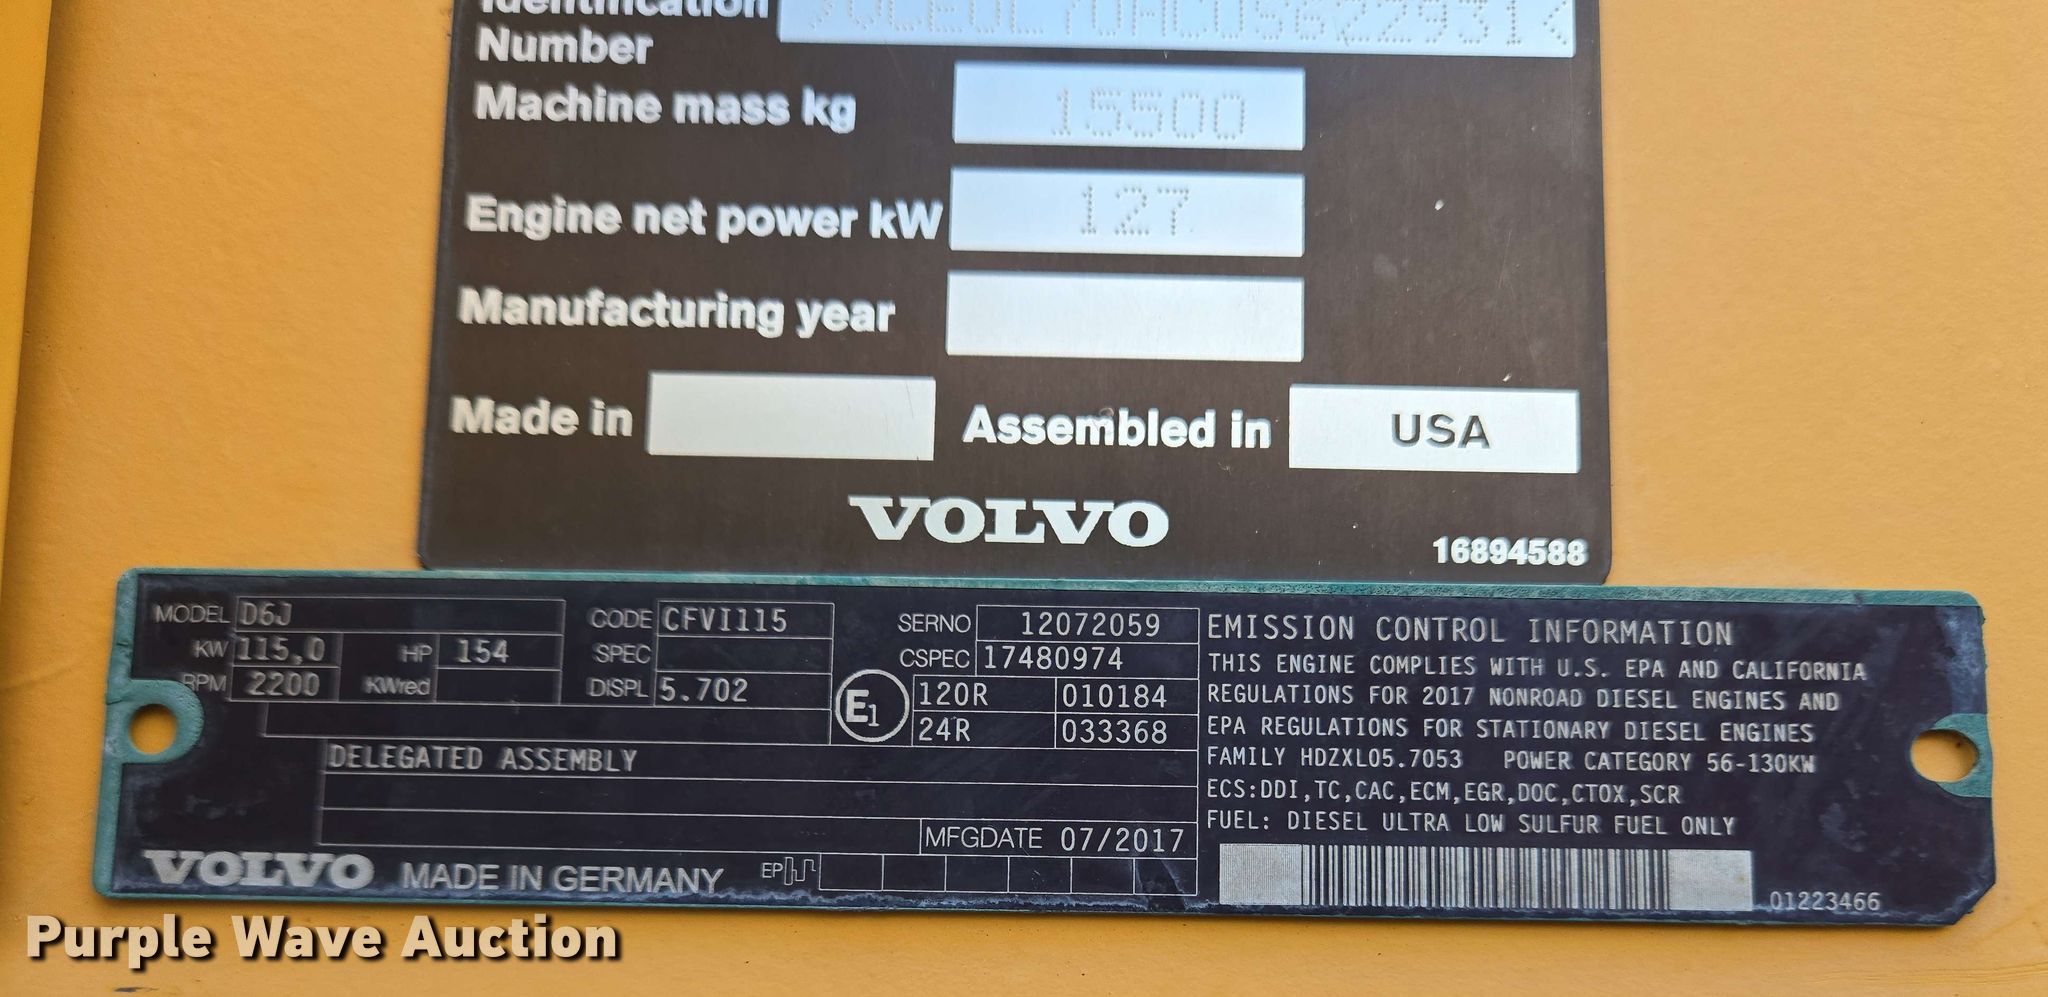 Identification
Number
Machine mass kg 15500
Engine net power kW 127
Manufacturing year
Made in Assembled in USA
VOLVO
16894588
MODEL D6J CODE CFVI115 SERNO 12072059
KW 115,0 HP 154 SPEC CSPEC 17480974
RPM 2200 KWred DISPL 5.702 E1 120R 010184
24R 033368
DELEGATED ASSEMBLY
MFGDATE 07/2017
VOLVO MADE IN GERMANY EP
EMISSION CONTROL INFORMATION
THIS ENGINE COMPLIES WITH U.S. EPA AND CALIFORNIA
REGULATIONS FOR 2017 NONROAD DIESEL ENGINES AND
EPA REGULATIONS FOR STATIONARY DIESEL ENGINES
FAMILY HDZXL05.7053 POWER CATEGORY 56-130KW
ECS:DDI,TC,CAC,ECM,EGR,DOC,CTOX,SCR
FUEL: DIESEL ULTRA LOW SULFUR FUEL ONLY
01223466
Purple Wave Auction